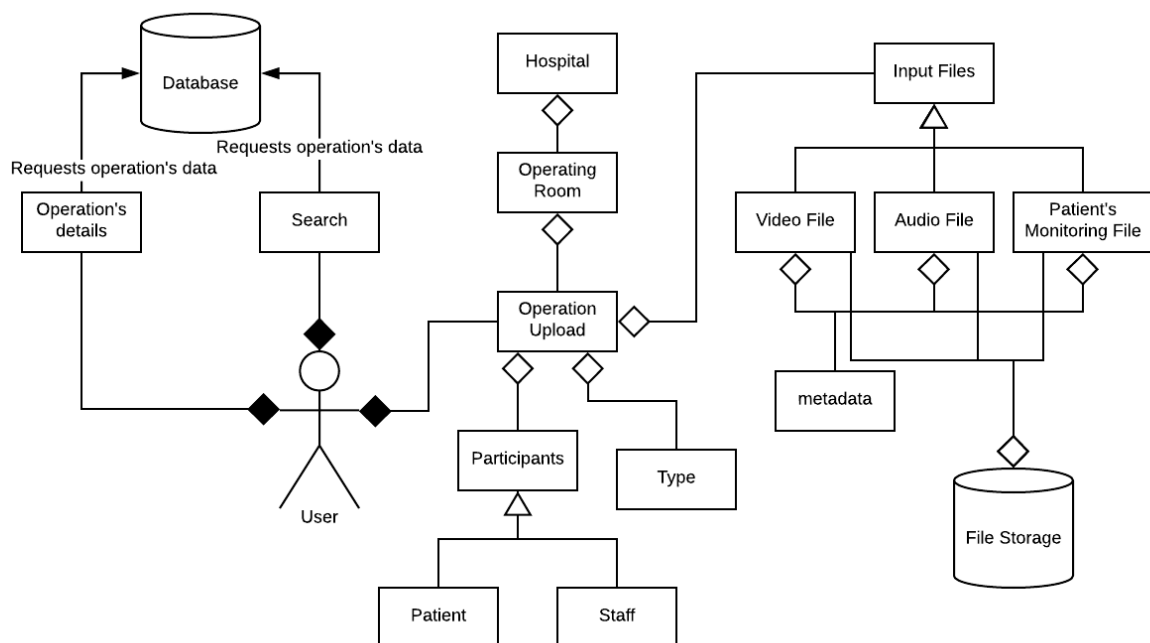 Database
Requests operation's data
Requests operation's data
Operation's
details
Search
User
Hospital
Operating
Room
Operation
Upload
Participants
Type
Patient
Staff
Input Files
Video File
Audio File
Patient's
Monitoring File
metadata
File Storage